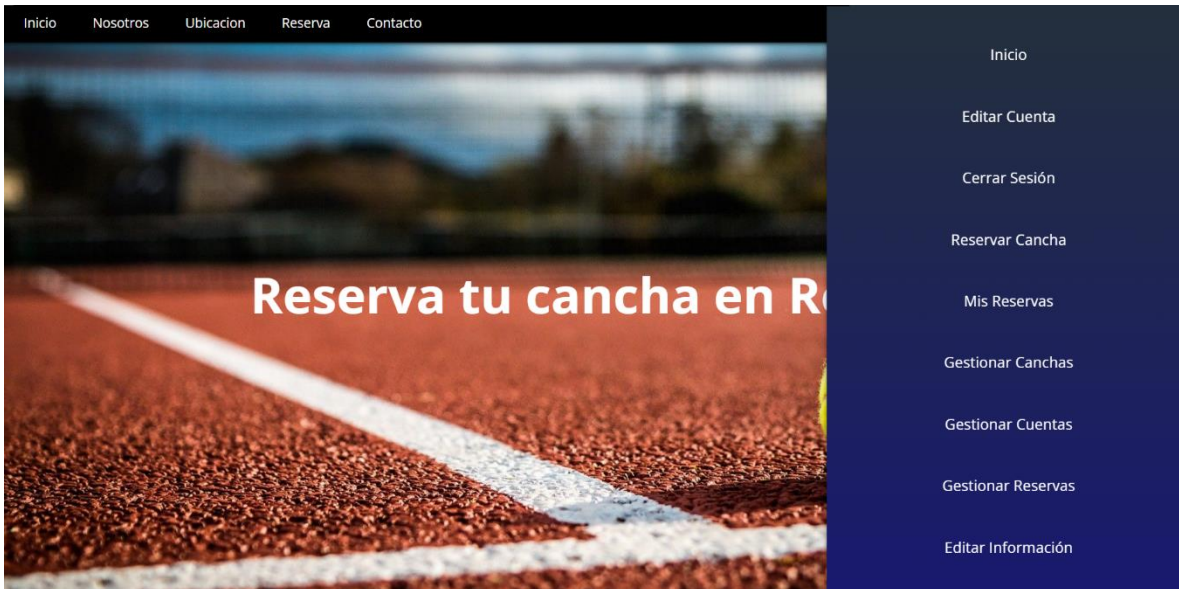 Inicio Nosotros Ubicacion Reserva Contacto
Reserva tu cancha en R
Inicio
Editar Cuenta
Cerrar Sesión
Reservar Cancha
Mis Reservas
Gestionar Canchas
Gestionar Cuentas
Gestionar Reservas
Editar Información